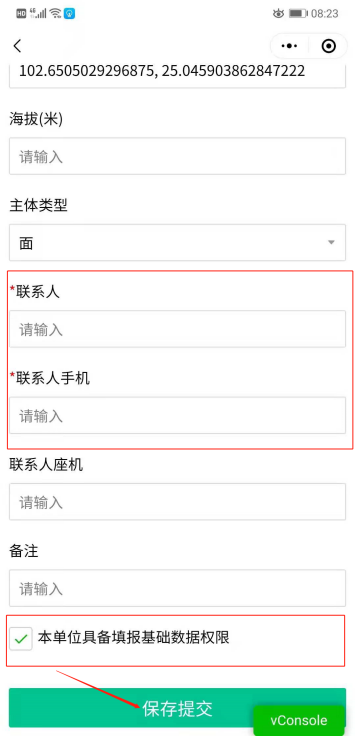 HD 08:23
102.6505029296875, 25.045903862847222
海拔(米)
请输入
主体类型
面
*联系人
请输入
*联系人手机
请输入
联系人座机
请输入
备注
请输入
本单位具备填报基础数据权限
保存提交
vConsole